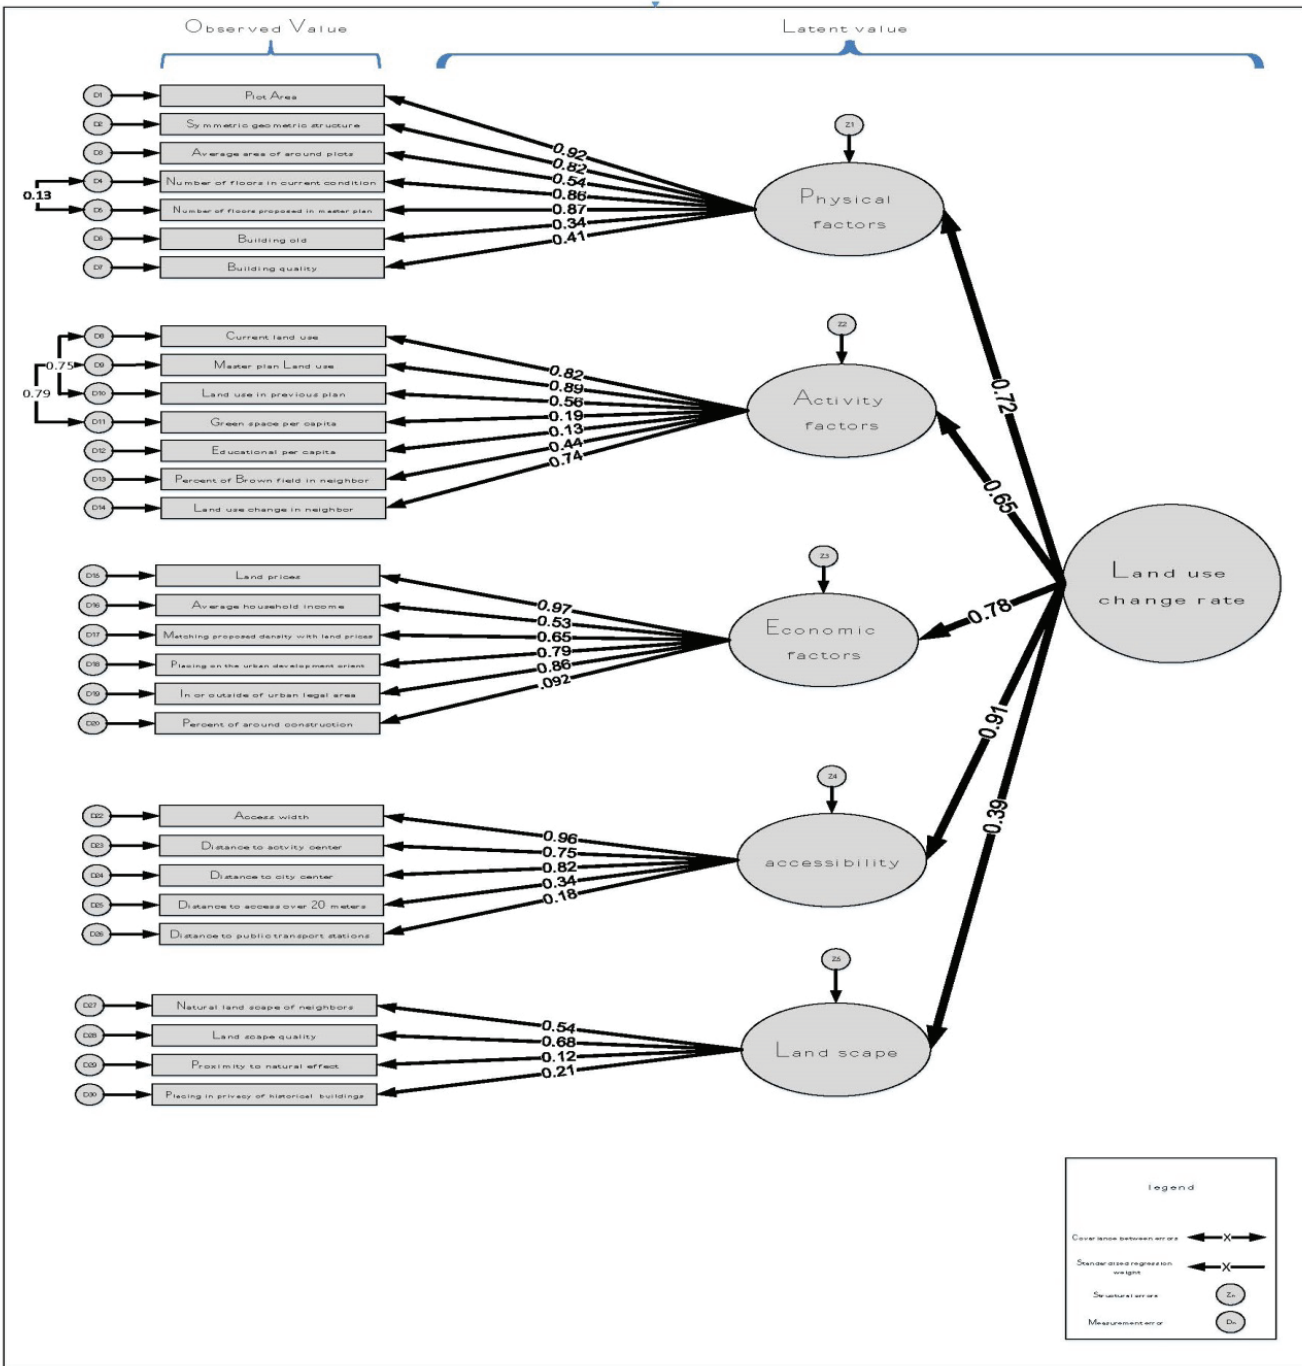 Observed Value
Latent value
D1
Plot Area
D2
Symmetric geometric structure
D3
Average area of around plots
D4
Number of floors in current condition
D5
Number of floors proposed in master plan
D6
Building old
D7
Building quality
0.13
0.92
0.82
0.54
0.86
0.87
0.34
0.41
Z1
Physical
factors
D8
Current land use
D9
Master plan Land use
D10
Land use in previous plan
D11
Green space per capita
D12
Educational per capita
D13
Percent of Brown field in neighbor
D14
Land use change in neighbor
0.75
0.79
0.82
0.89
0.56
0.19
0.13
0.44
0.74
Z2
Activity
factors
D15
Land prices
D16
Average household income
D17
Matching proposed density with land prices
D18
Placing on the urban development orient
D19
In or outside of urban legal area
D20
Percent of around construction
0.97
0.53
0.65
0.79
0.86
.092
Z3
Economic
factors
D22
Access width
D23
Distance to actvity center
D24
Distance to city center
D25
Distance to access over 20 meters
D26
Distance to public transport stations
0.96
0.75
0.82
0.34
0.18
Z4
accessibility
D27
Natural land scape of neighbors
D28
Land scape quality
D29
Proximity to natural effect
D30
Placing in privacy of historical buildings
0.54
0.68
0.12
0.21
Z5
Land scape
0.72
0.65
0.78
0.91
0.39
Land use
change rate
legend
Covariance between errors
X
Standardized regression
weight
X
Structural errors
Zn
Measurement error
Dn